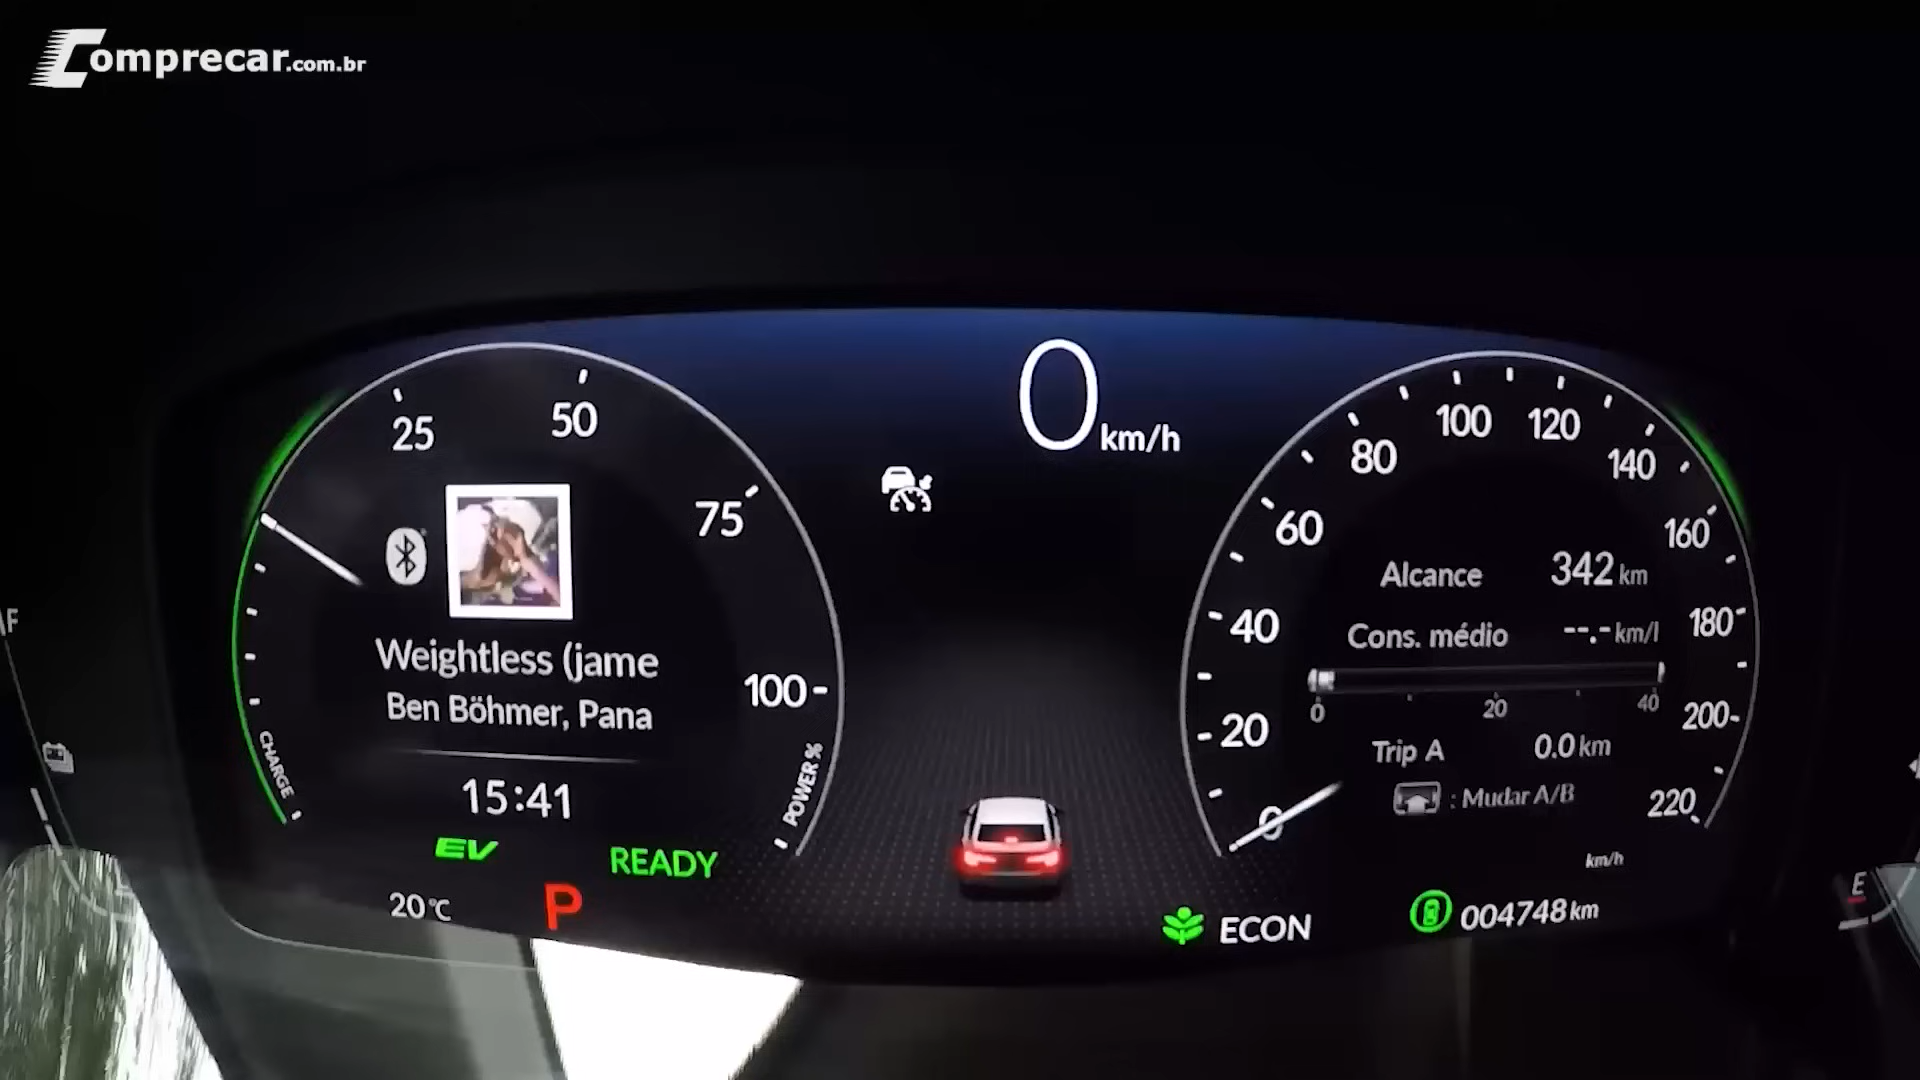 Comprecar.com.br
0 km/h
25
50
75
100
CHARGE
POWER %
Weightless (jame
Ben Böhmer, Pana
15:41
EV
READY
20°C
P
0
20
40
60
80
100
120
140
160
180
200
220
Alcance 342 km
Cons. médio --.- km/l
0 20 40
Trip A 0.0 km
: Mudar A/B
km/h
ECON
004748 km
F
E